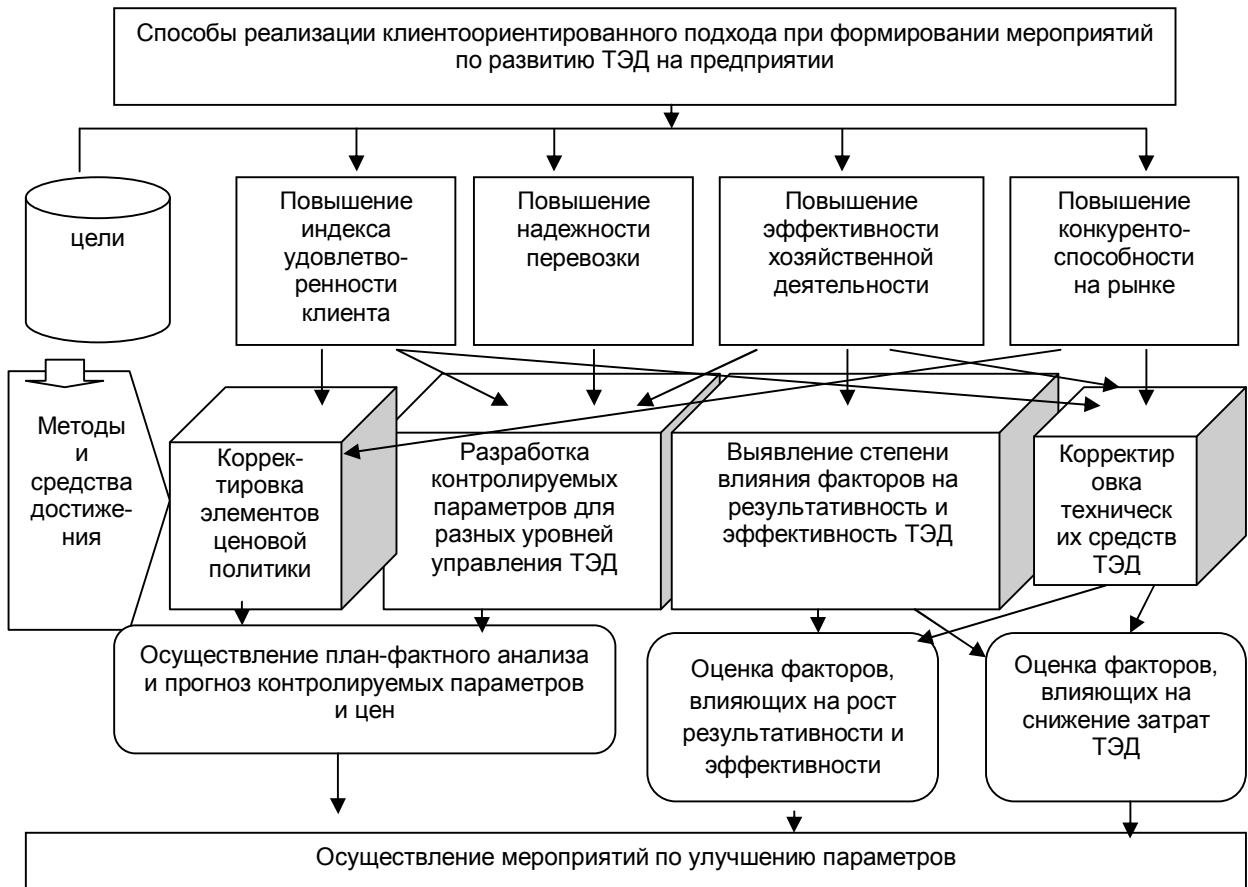 Способы реализации клиентоориентированного подхода при формировании мероприятий
по развитию ТЭД на предприятии
цели
Повышение
индекса
удовлетво-
ренности
клиента
Повышение
надежности
перевозки
Повышение
эффективности
хозяйственной
деятельности
Повышение
конкуренто-
способности
на рынке
Методы
и
средства
достиже-
ния
Коррек-
тировка
элементов
ценовой
политики
Разработка
контролируемых
параметров для
разных уровней
управления ТЭД
Выявление степени
влияния факторов на
результативность и
эффективность ТЭД
Корректир
овка
техническ
их средств
ТЭД
Осуществление план-фактного анализа
и прогноз контролируемых параметров
и цен
Оценка факторов,
влияющих на рост
результативности и
эффективности
Оценка факторов,
влияющих на
снижение затрат
ТЭД
Осуществление мероприятий по улучшению параметров